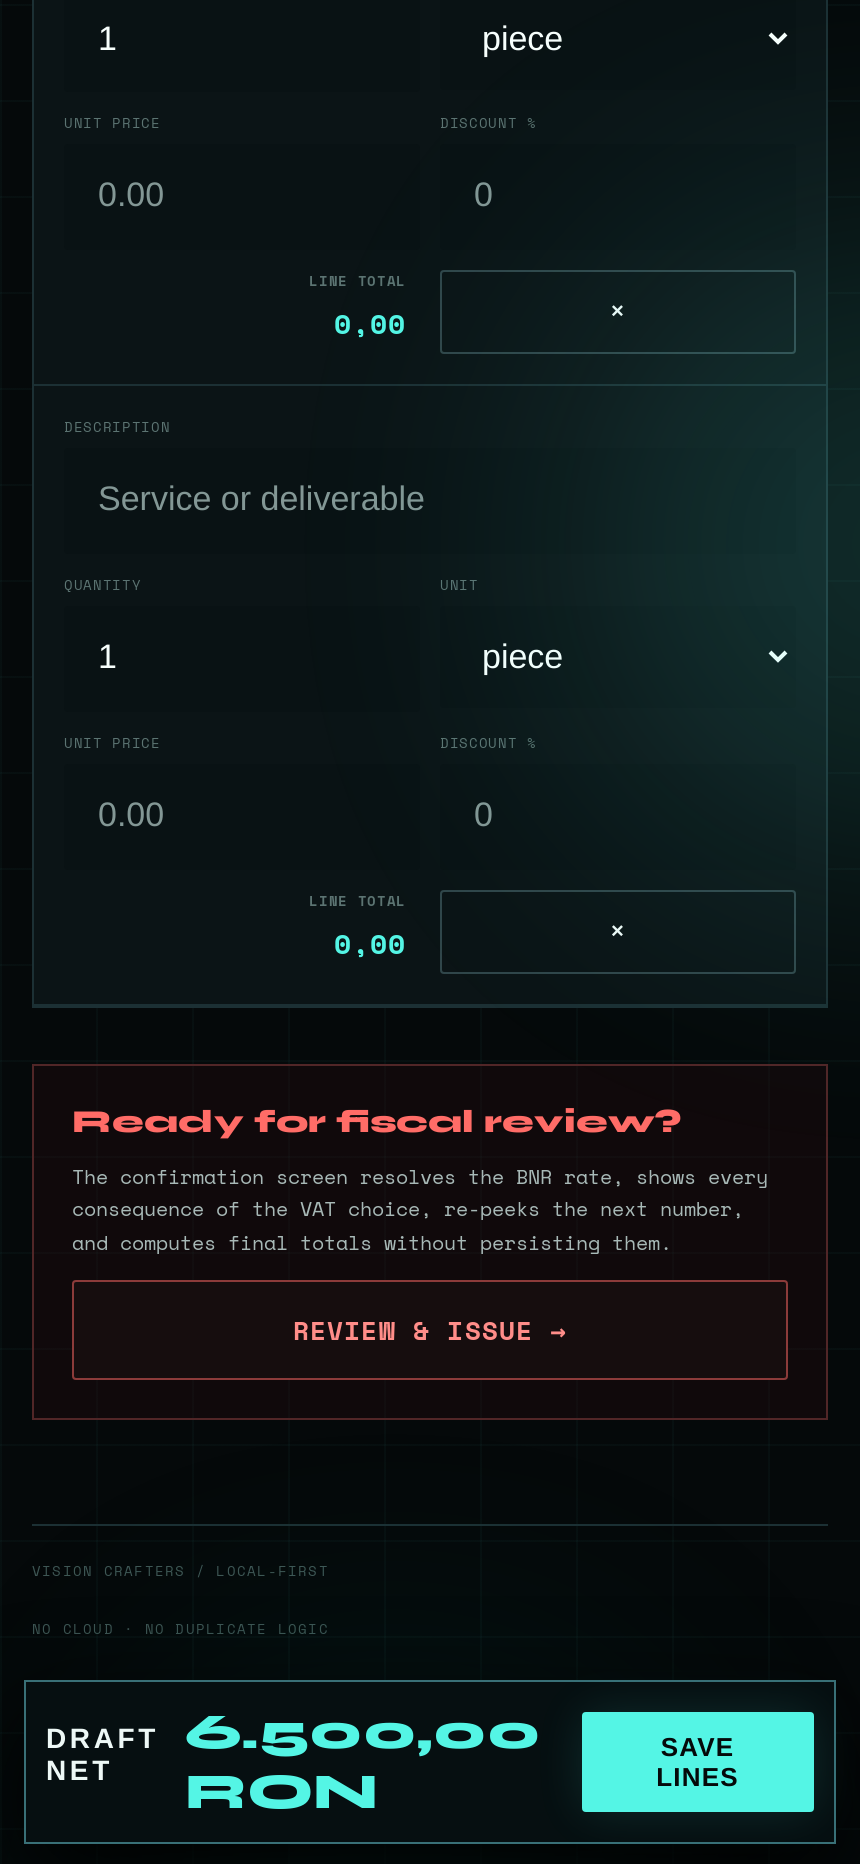 1
piece
UNIT PRICE
DISCOUNT %
0.00
0
LINE TOTAL
0,00
×
DESCRIPTION
Service or deliverable
QUANTITY
UNIT
1
piece
UNIT PRICE
DISCOUNT %
0.00
0
LINE TOTAL
0,00
×
Ready for fiscal review?
The confirmation screen resolves the BNR rate, shows every
consequence of the VAT choice, re-peeks the next number,
and computes final totals without persisting them.
REVIEW & ISSUE →
VISION CRAFTERS / LOCAL-FIRST
NO CLOUD · NO DUPLICATE LOGIC
DRAFT
NET
6.500,00
RON
SAVE
LINES